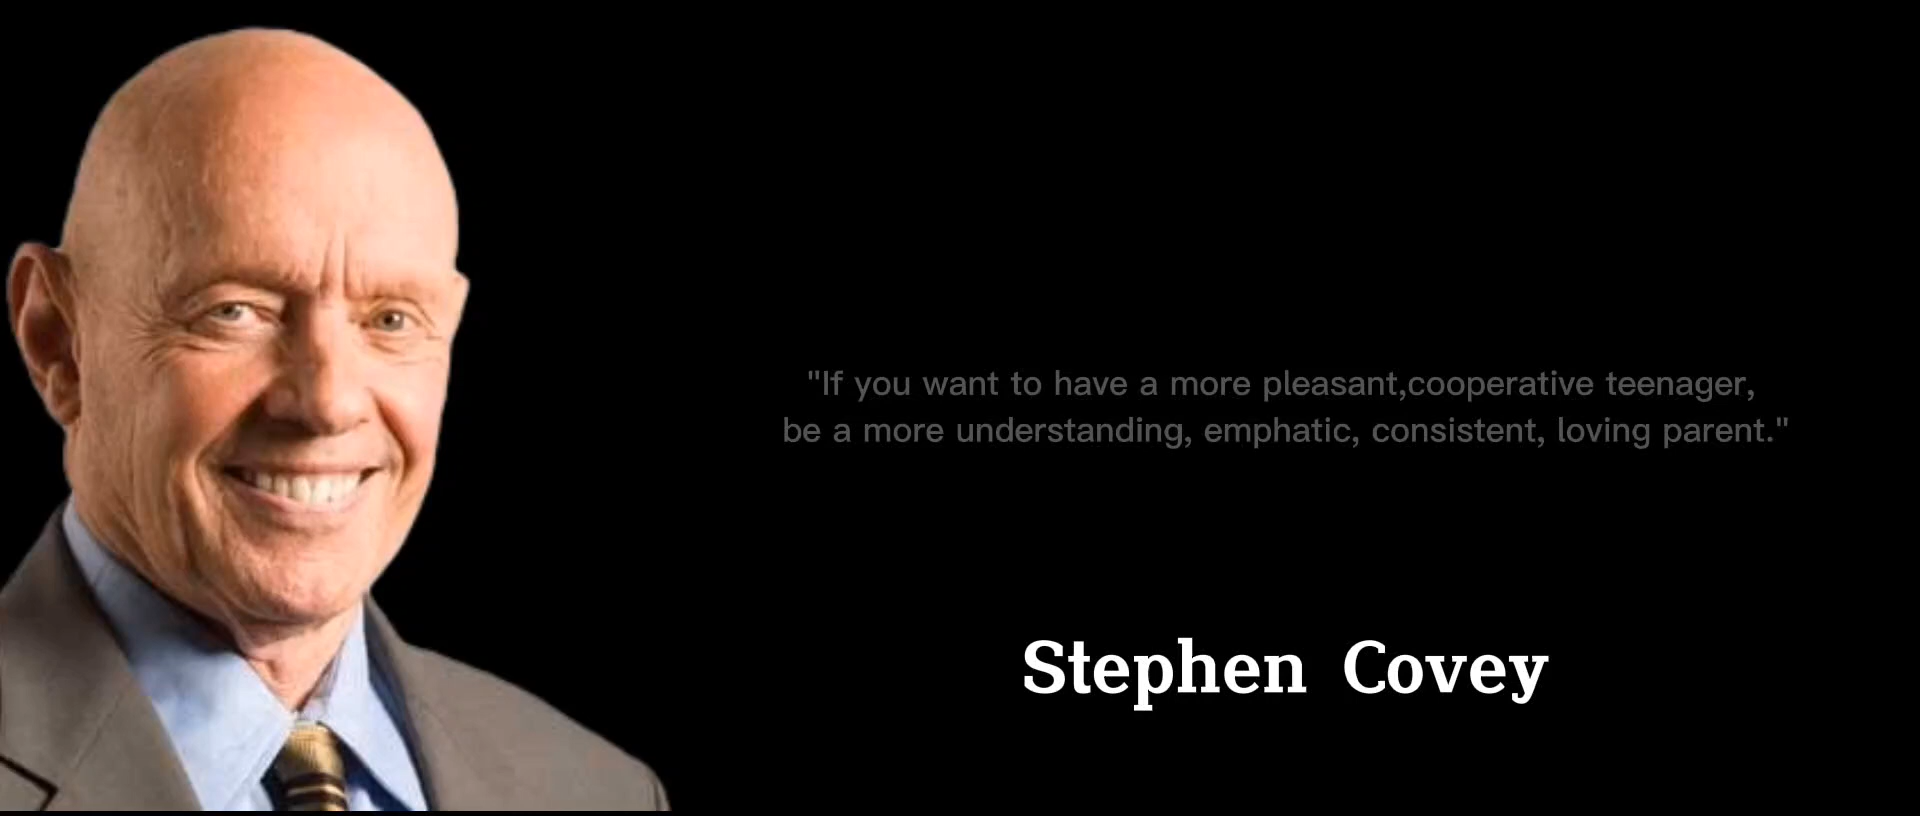 "If you want to have a more pleasant,cooperative teenager,
be a more understanding, emphatic, consistent, loving parent."
Stephen Covey